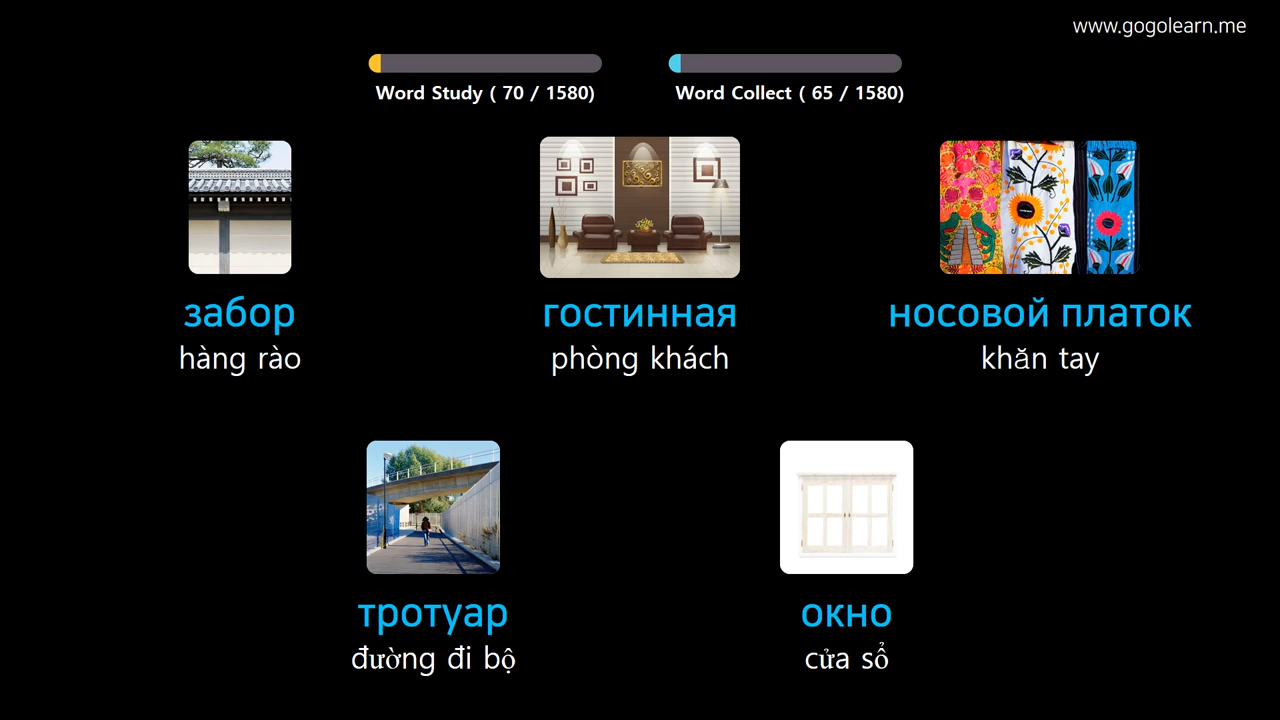 www.gogolearn.me
Word Study ( 70 / 1580)
Word Collect ( 65 / 1580)
забор
hàng rào
гостинная
phòng khách
носовой платок
khăn tay
тротуар
đường đi bộ
окно
cửa sổ